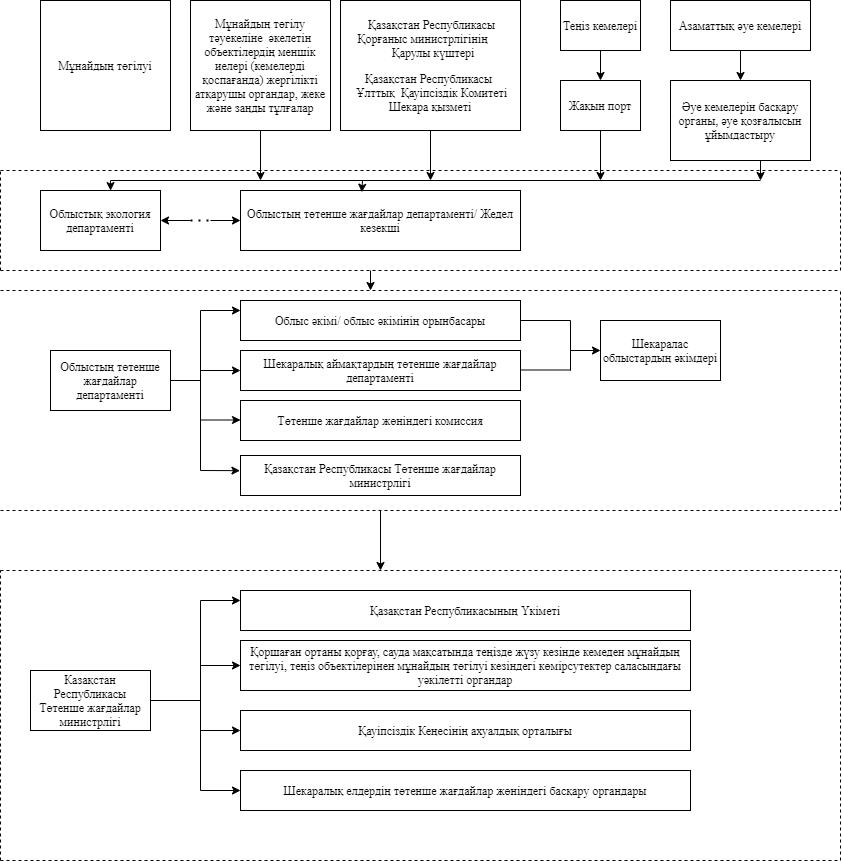 Мұнайдың төгілуі
Мұнайдың төгілу
тәуекеліне әкелетін
объектілердің меншік
иелері (кемелерді
қоспағанда) жергілікті
атқарушы органдар, жеке
және заңды тұлғалар
Қазақстан Республикасы
Қорғаныс министрлігінің
Қарулы күштері
Қазақстан Республикасы
Ұлттық Қауіпсіздік Комитеті
Шекара қызметі
Теңіз кемелері
Жақын порт
Азаматтық әуе кемелері
Әуе кемелерін басқару
органы, әуе қозғалысын
ұйымдастыру
Облыстық экология
департаменті
Облыстың төтенше жағдайлар департаменті/ Жедел
кезекші
Облыстың төтенше
жағдайлар
департаменті
Облыс әкімі/ облыс әкімінің орынбасары
Шекаралық аймақтардың төтенше жағдайлар
департаменті
Төтенше жағдайлар жөніндегі комиссия
Қазақстан Республикасы Төтенше жағдайлар
министрлігі
Шекаралас
облыстардың әкімдері
Қазақстан
Республикасы
Төтенше жағдайлар
министрлігі
Қазақстан Республикасының Үкіметі
Қоршаған ортаны қорғау, сауда мақсатында теңізде жүзу кезінде кемеден мұнайдың
төгілуі, теңіз объектілерінен мұнайдың төгілуі кезіндегі көмірсутектер саласындағы
уәкілетті органдар
Қауіпсіздік Кеңесінің ахуалдық орталығы
Шекаралық елдердің төтенше жағдайлар жөніндегі басқару органдары